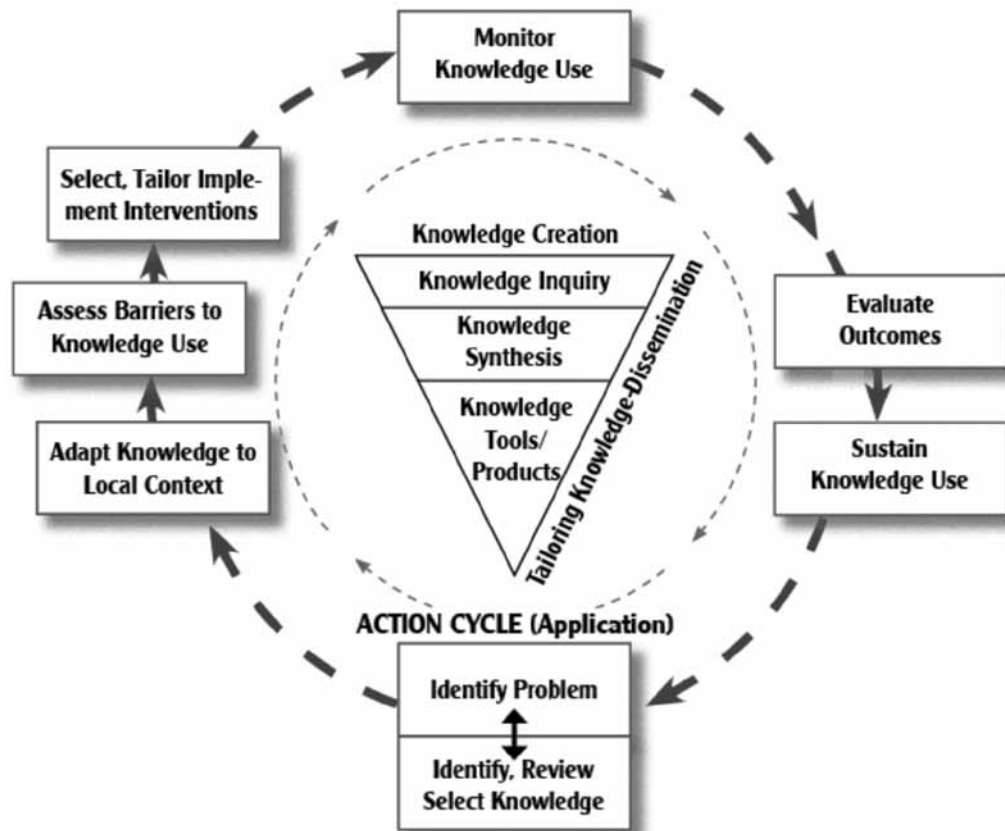 Monitor
Knowledge Use
Select, Tailor Imple-
ment Interventions
Knowledge Creation
Knowledge Inquiry
Knowledge
Synthesis
Knowledge
Tools/
Products
Tailoring Knowledge-Dissemination
Assess Barriers to
Knowledge Use
Evaluate
Outcomes
Adapt Knowledge to
Local Context
Sustain
Knowledge Use
ACTION CYCLE (Application)
Identify Problem
Identify, Review
Select Knowledge